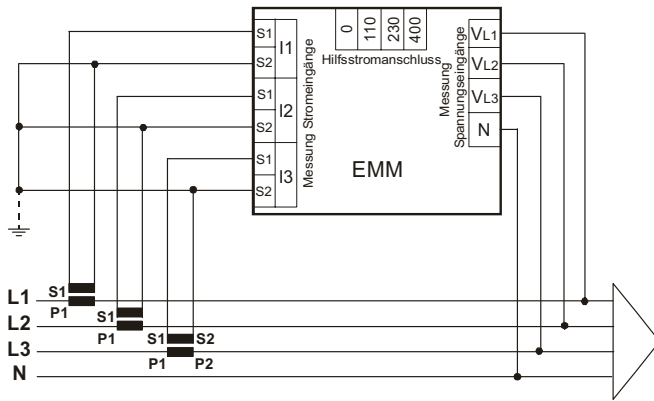 S1
S2
S1
S2
S1
S2
I1
I2
I3
Messung Stromeingänge
0
110
230
400
Hilfsstromanschluss
Messung
Spannungseingänge
VL1
VL2
VL3
N
EMM
L1
S1
P1
L2
S1
P1
L3
S1 S2
P1 P2
N